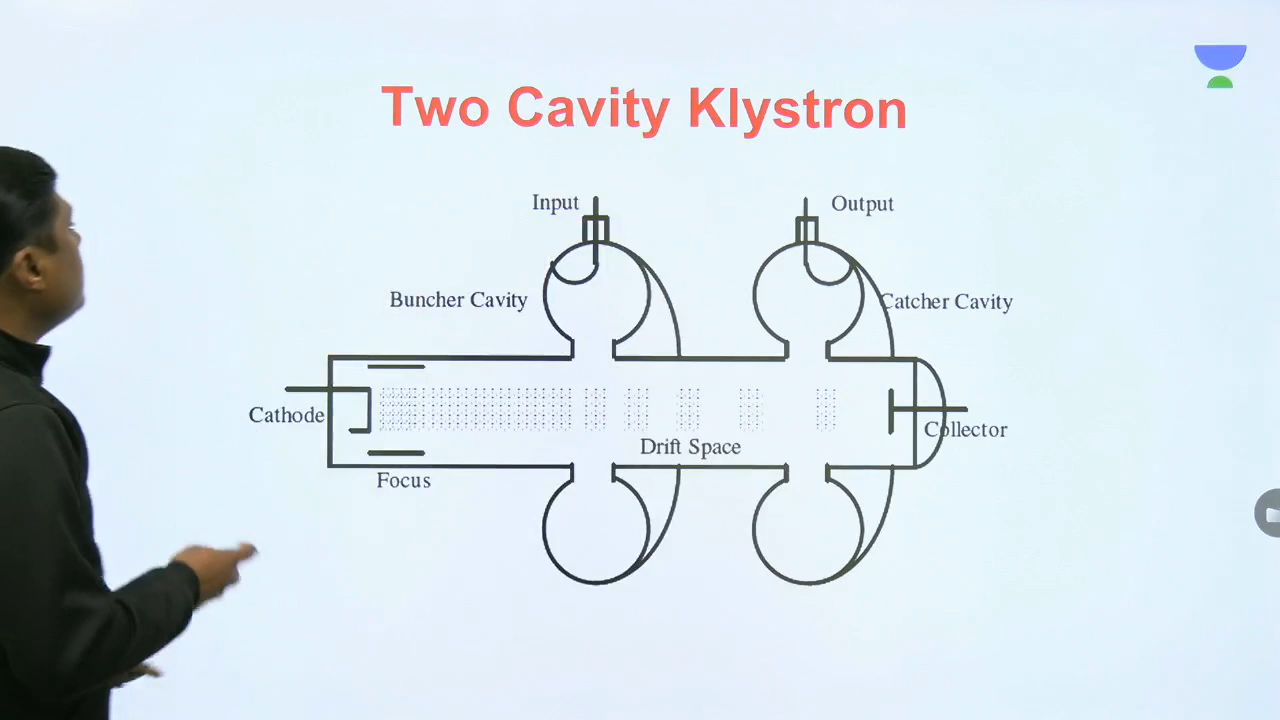 Two Cavity Klystron
Input
Output
Buncher Cavity
Catcher Cavity
Cathode
Collector
Drift Space
Focus